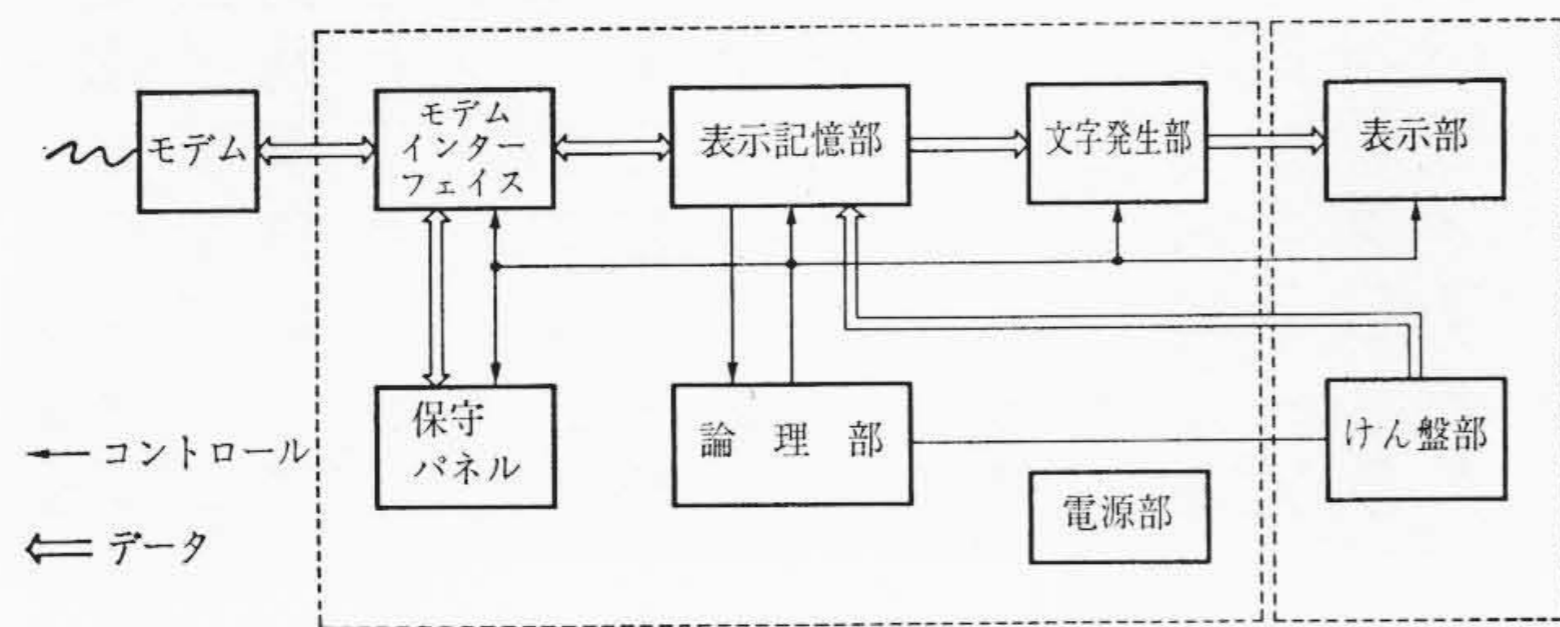 モデム
モデム
インター
フェイス
表示記憶部
文字発生部
表示部
保守
パネル
論理部
けん盤部
電源部
コントロール
データ